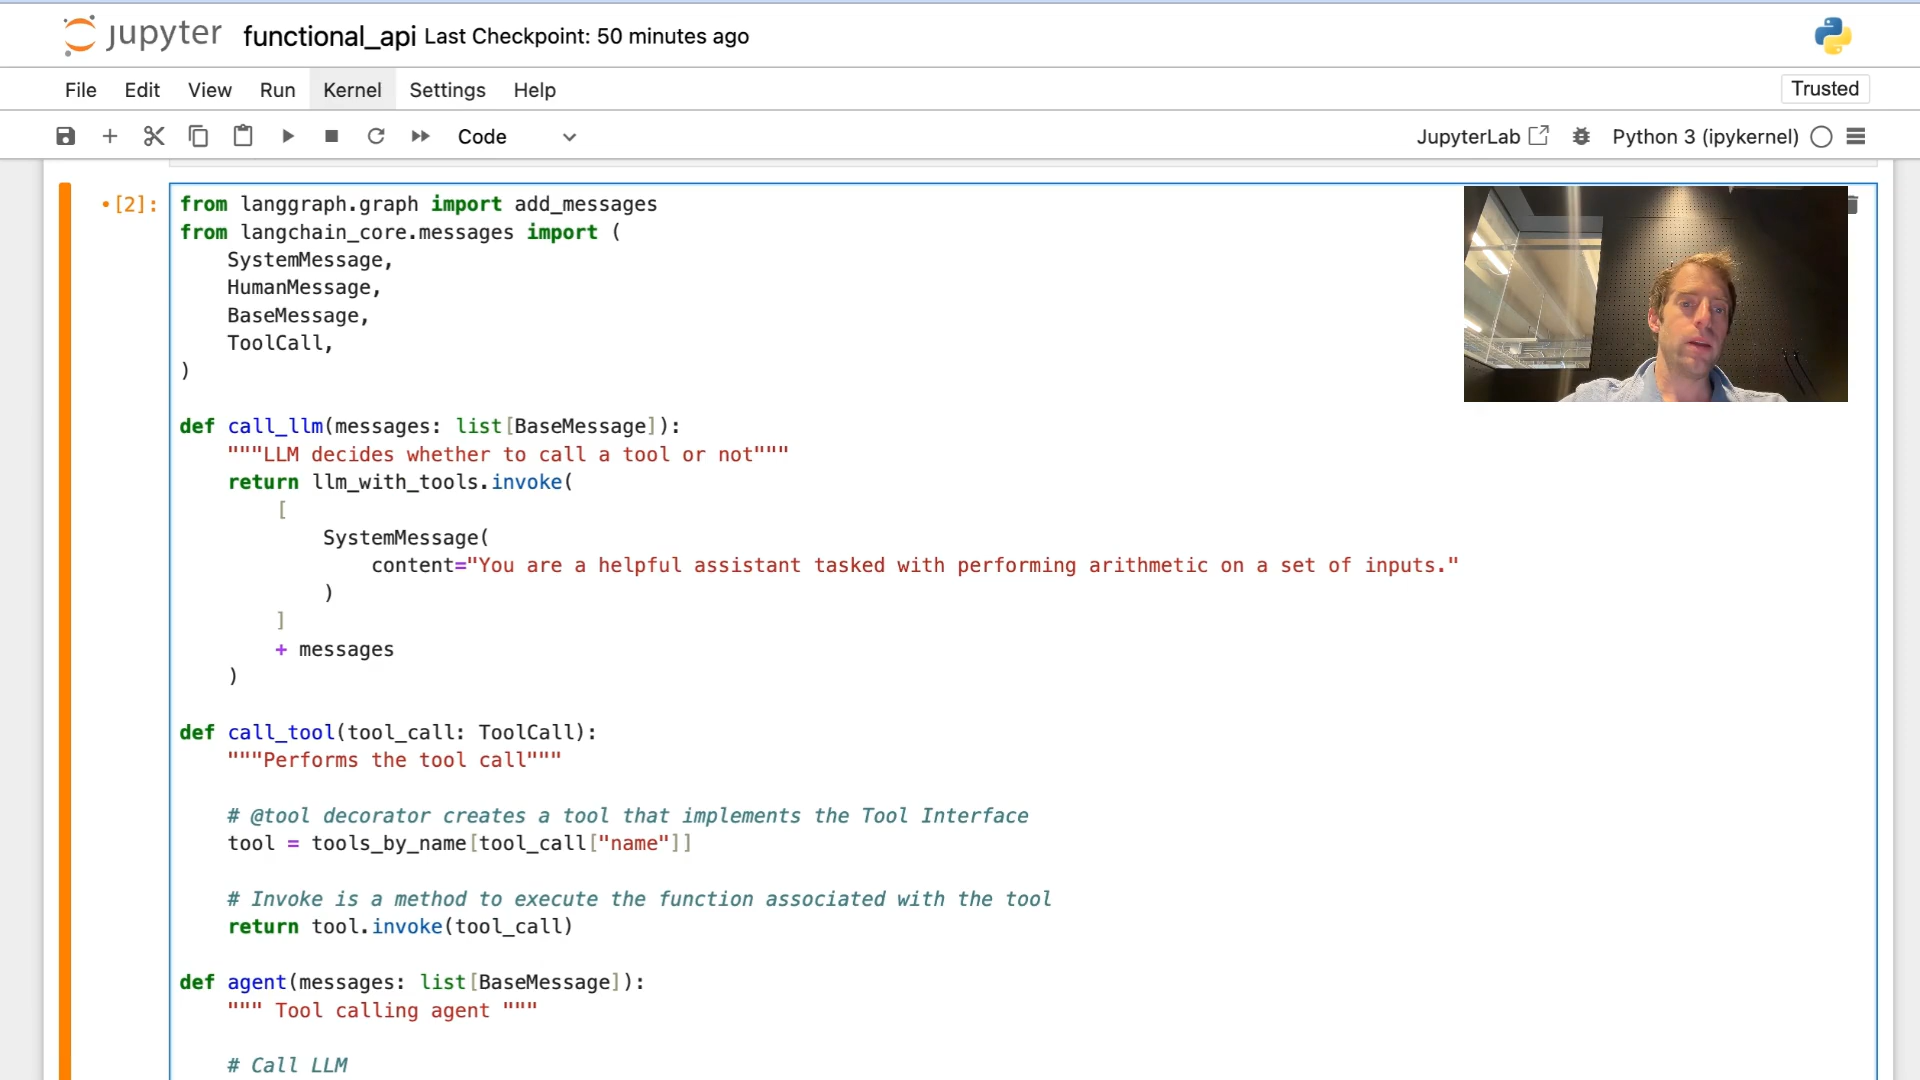 jupyter functional_api Last Checkpoint: 50 minutes ago
File Edit View Run Kernel Settings Help
Trusted
Code
JupyterLab Python 3 (ipykernel)
[2]:
from langgraph.graph import add_messages
from langchain_core.messages import (
    SystemMessage,
    HumanMessage,
    BaseMessage,
    ToolCall,
)
def call_llm(messages: list[BaseMessage]):
    """LLM decides whether to call a tool or not"""
    return llm_with_tools.invoke(
        [
            SystemMessage(
                content="You are a helpful assistant tasked with performing arithmetic on a set of inputs."
            )
        ]
        + messages
    )
def call_tool(tool_call: ToolCall):
    """Performs the tool call"""
    # @tool decorator creates a tool that implements the Tool Interface
    tool = tools_by_name[tool_call["name"]]
    # Invoke is a method to execute the function associated with the tool
    return tool.invoke(tool_call)
def agent(messages: list[BaseMessage]):
    """ Tool calling agent """
    # Call LLM